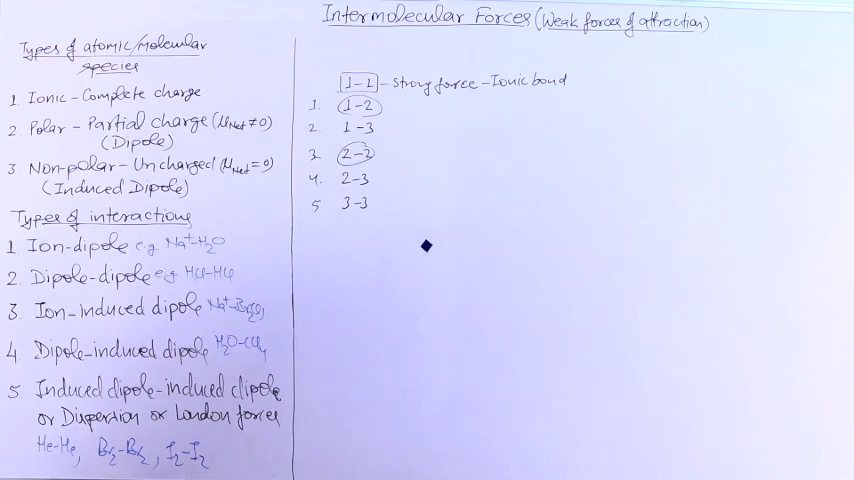 Intermolecular Forces (Weak forces of attraction)
Types of atomic/molecular
species
1 Ionic - Complete charge
2 Polar - Partial charge (μNet ≠ 0)
(Dipole)
3 Non-polar - Uncharged (μNet = 0)
(Induced Dipole)
Types of interactions
1 Ion-dipole e.g Na+-H2O
2. Dipole-dipole e.g HCl-HCl
3. Ion-induced dipole Na+-Br2
4 Dipole-induced dipole H2O-CCl4
5 Induced dipole-induced dipole
or Dispersion or London forces
He-He, Br2-Br2, I2-I2
1-1 - Strong force - Ionic bond
1. 1-2
2. 1-3
3. 2-2
4. 2-3
5 3-3